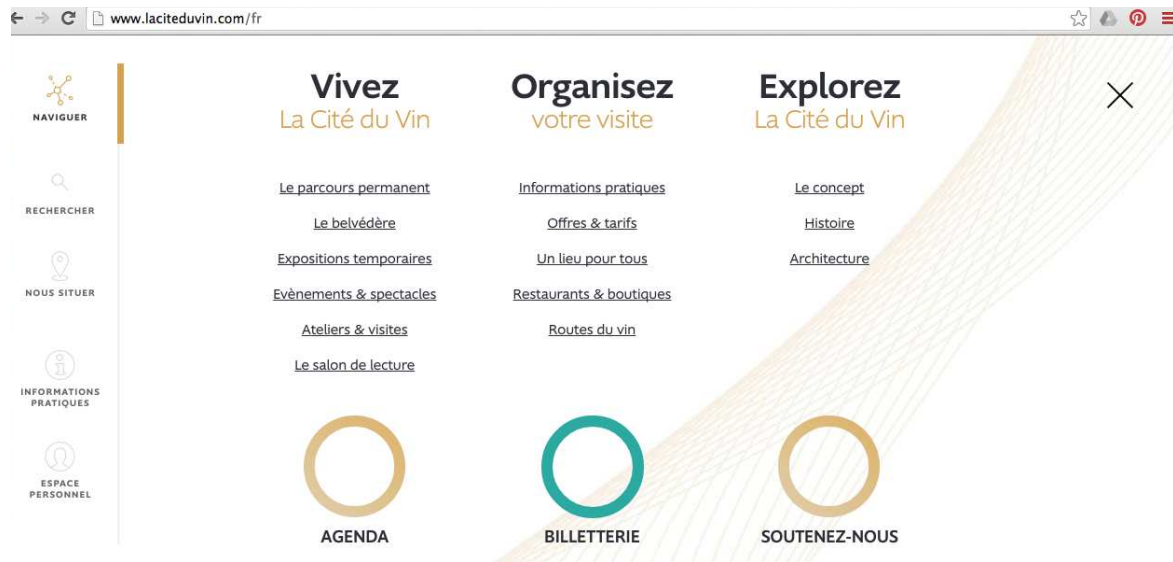 www.laciteduvin.com/fr
NAVIGUER
RECHERCHER
NOUS SITUER
INFORMATIONS
PRATIQUES
ESPACE
PERSONNEL
Vivez
La Cité du Vin
Le parcours permanent
Le belvédère
Expositions temporaires
Evènements & spectacles
Ateliers & visites
Le salon de lecture
AGENDA
Organisez
votre visite
Informations pratiques
Offres & tarifs
Un lieu pour tous
Restaurants & boutiques
Routes du vin
BILLETTERIE
Explorez
La Cité du Vin
Le concept
Histoire
Architecture
SOUTENEZ-NOUS